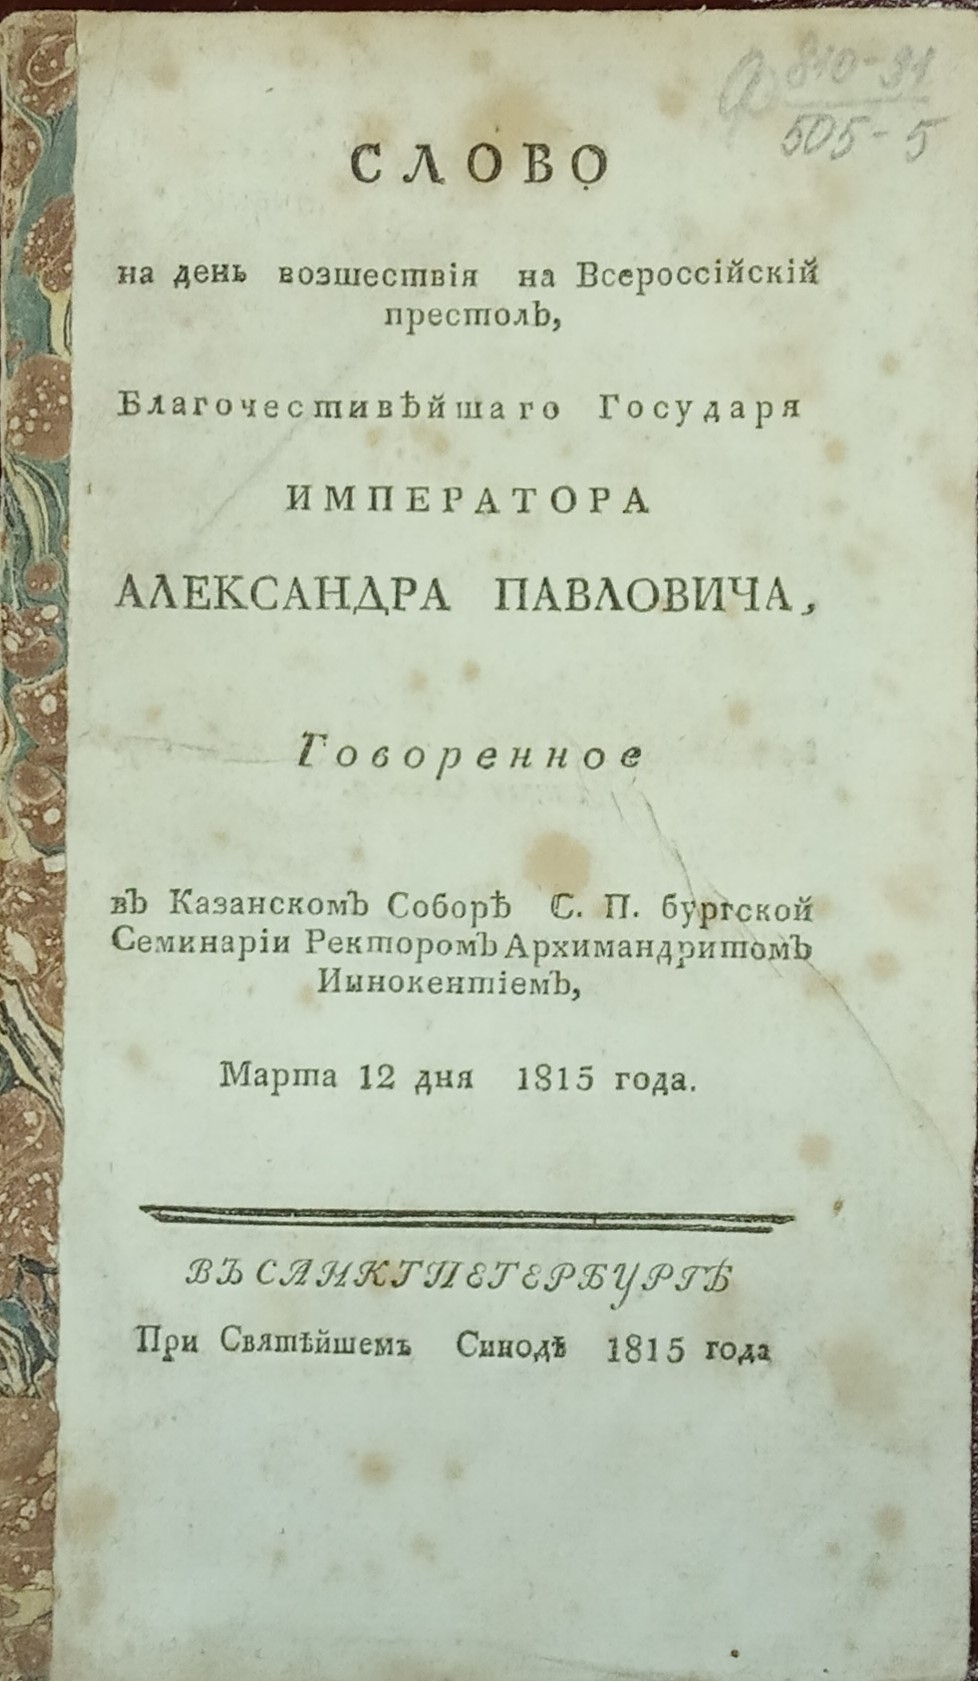 810-91
505-5
СЛОВО
на день возшествія на Всероссійскій
престолЪ,
Благочестивѣйшаго Государя
ИМПЕРАТОРА
АЛЕКСАНДРА ПАВЛОВИЧА,
Говоренное
вЪ КазанскомЪ Соборѣ С. П. бургской
Семинаріи РекторомЪ АрхимандритомЪ
ИннокентіемЪ,
Марта 12 дня 1815 года.
ВЪ САНКТПЕТЕРБУРГѢ
При Святѣйшемъ Синодѣ 1815 года